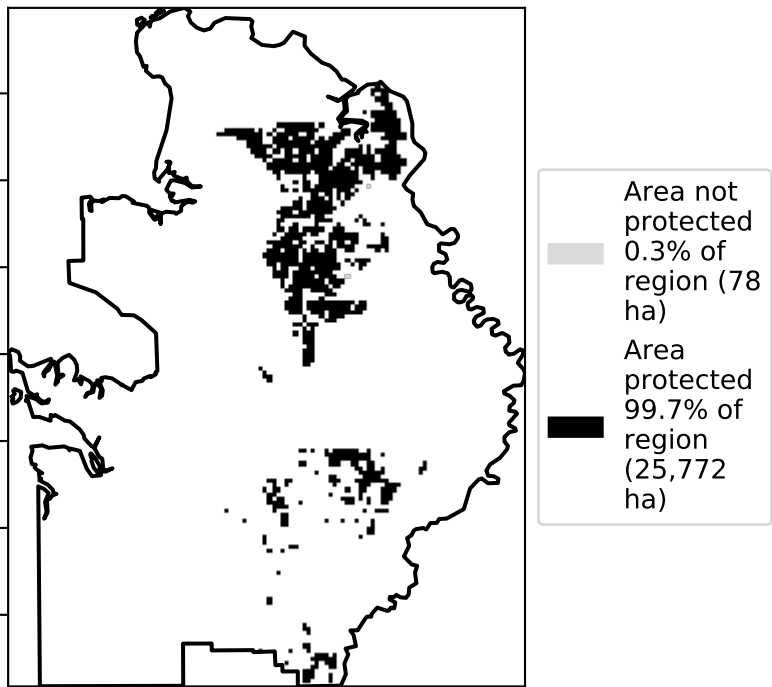 Area not
protected
0.3% of
region (78
ha)
Area
protected
99.7% of
region
(25,772
ha)